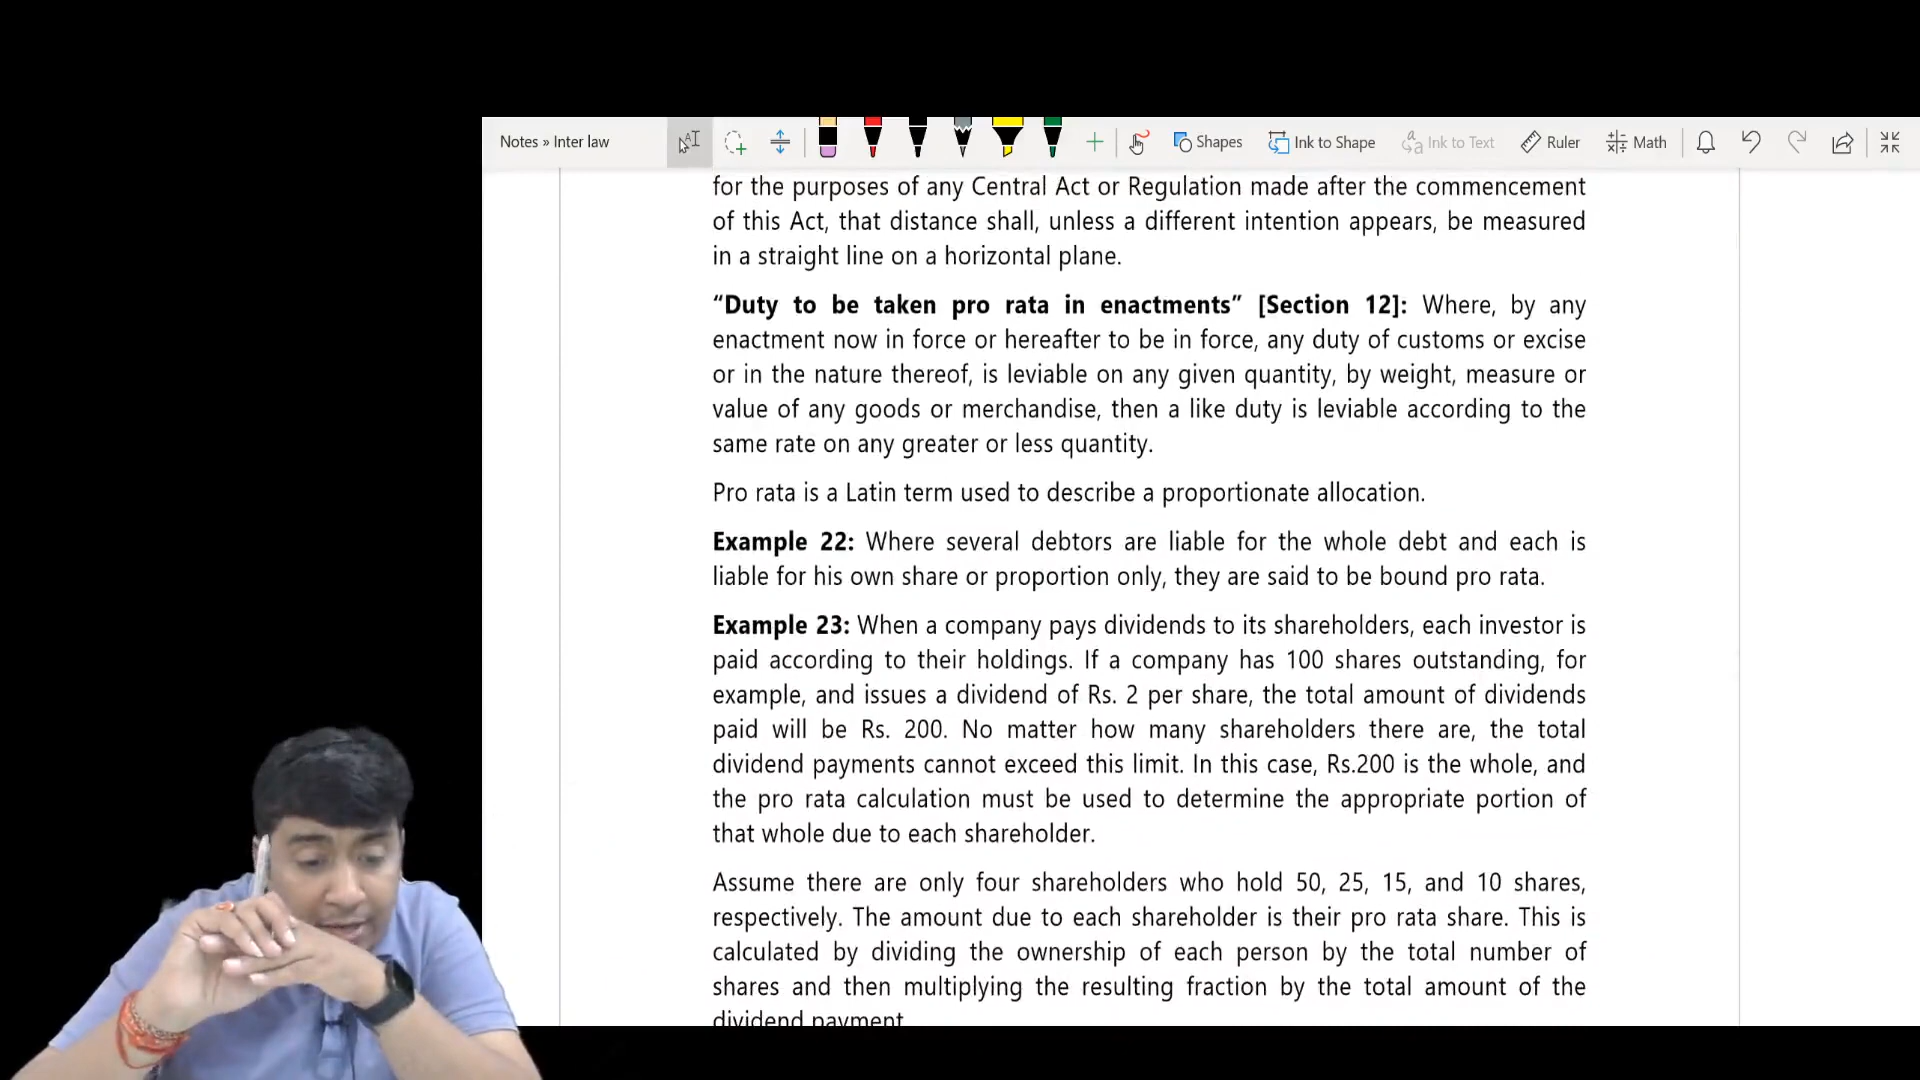 Notes » Inter law
Shapes
Ink to Shape
Ink to Text
Ruler
Math
for the purposes of any Central Act or Regulation made after the commencement
of this Act, that distance shall, unless a different intention appears, be measured
in a straight line on a horizontal plane.
“Duty to be taken pro rata in enactments” [Section 12]: Where, by any
enactment now in force or hereafter to be in force, any duty of customs or excise
or in the nature thereof, is leviable on any given quantity, by weight, measure or
value of any goods or merchandise, then a like duty is leviable according to the
same rate on any greater or less quantity.
Pro rata is a Latin term used to describe a proportionate allocation.
Example 22: Where several debtors are liable for the whole debt and each is
liable for his own share or proportion only, they are said to be bound pro rata.
Example 23: When a company pays dividends to its shareholders, each investor is
paid according to their holdings. If a company has 100 shares outstanding, for
example, and issues a dividend of Rs. 2 per share, the total amount of dividends
paid will be Rs. 200. No matter how many shareholders there are, the total
dividend payments cannot exceed this limit. In this case, Rs.200 is the whole, and
the pro rata calculation must be used to determine the appropriate portion of
that whole due to each shareholder.
Assume there are only four shareholders who hold 50, 25, 15, and 10 shares,
respectively. The amount due to each shareholder is their pro rata share. This is
calculated by dividing the ownership of each person by the total number of
shares and then multiplying the resulting fraction by the total amount of the
dividend payment.